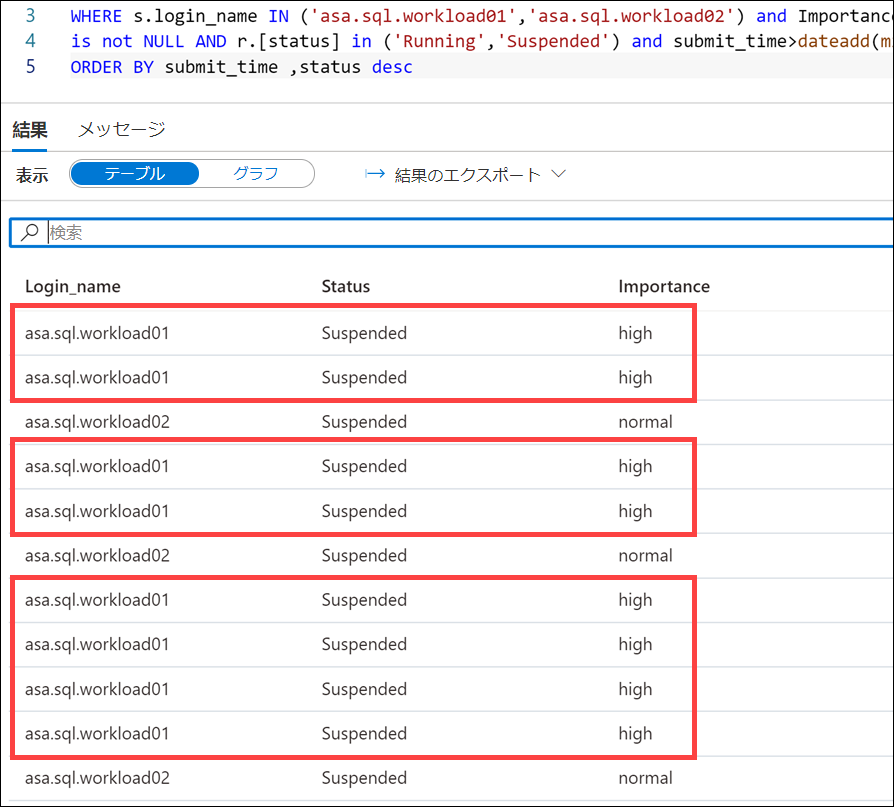 3 WHERE s.login_name IN ('asa.sql.workload01','asa.sql.workload02') and Importanc
4 is not NULL AND r.[status] in ('Running','Suspended') and submit_time>dateadd(m
5 ORDER BY submit_time ,status desc
結果 メッセージ
表示 テーブル グラフ 結果のエクスポート
検索
Login_name Status Importance
asa.sql.workload01 Suspended high
asa.sql.workload01 Suspended high
asa.sql.workload02 Suspended normal
asa.sql.workload01 Suspended high
asa.sql.workload01 Suspended high
asa.sql.workload02 Suspended normal
asa.sql.workload01 Suspended high
asa.sql.workload01 Suspended high
asa.sql.workload01 Suspended high
asa.sql.workload01 Suspended high
asa.sql.workload02 Suspended normal